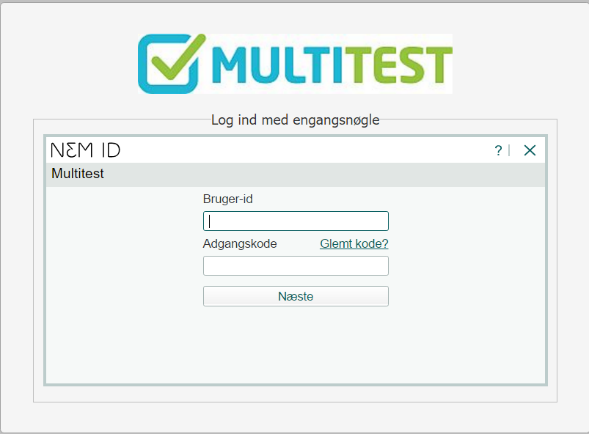 MULTITEST
Log ind med engangsnøgle
NEM ID
? |
Multitest
Bruger-id
Adgangskode Glemt kode?
Næste